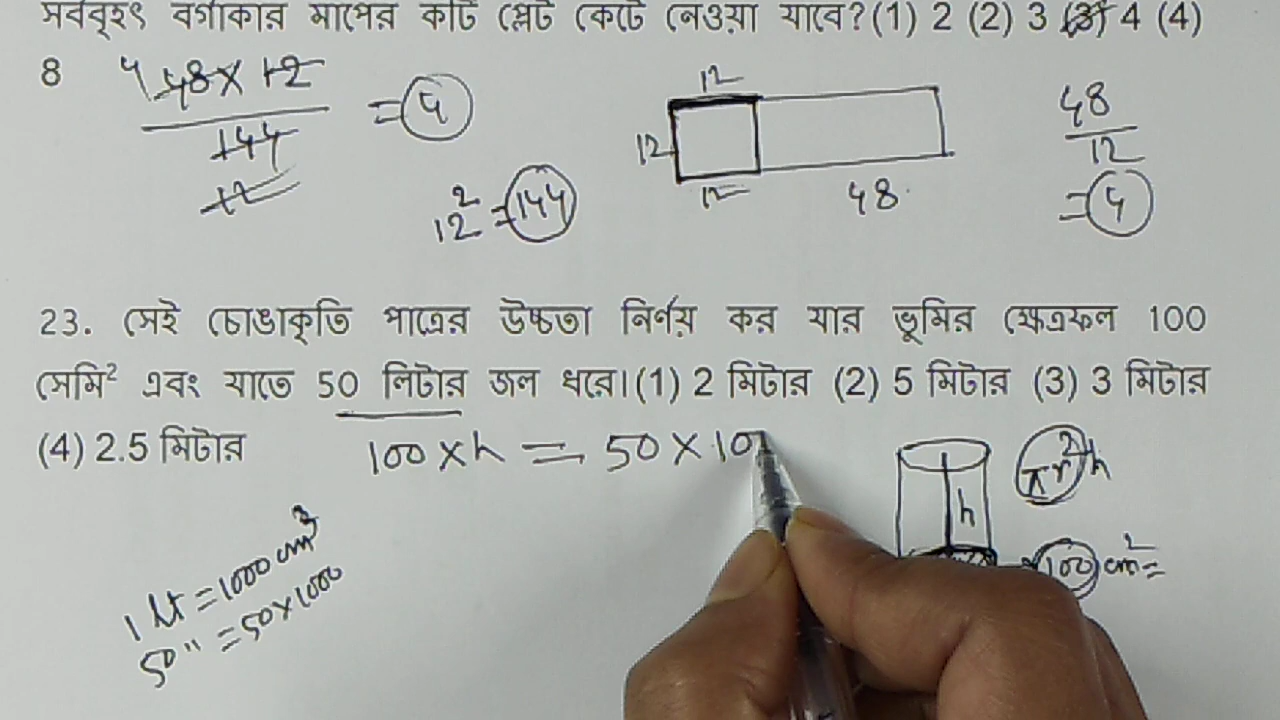 সর্ববৃহৎ বর্গাকার মাপের কটি প্লেট কেটে নেওয়া যাবে? (1) 2 (2) 3 (3) 4 (4)
8
4 48 × 12
144
12
= 4
12² = 144
12
12
12
48
48
12
= 4
23. সেই চোঙাকৃতি পাত্রের উচ্চতা নির্ণয় কর যার ভূমির ক্ষেত্রফল 100
সেমি² এবং যাতে 50 লিটার জল ধরে। (1) 2 মিটার (2) 5 মিটার (3) 3 মিটার
(4) 2.5 মিটার
100 × h = 50 × 100
h
πr²h
100 cm² =
1 lt = 1000 cm³
50 " = 50 × 1000